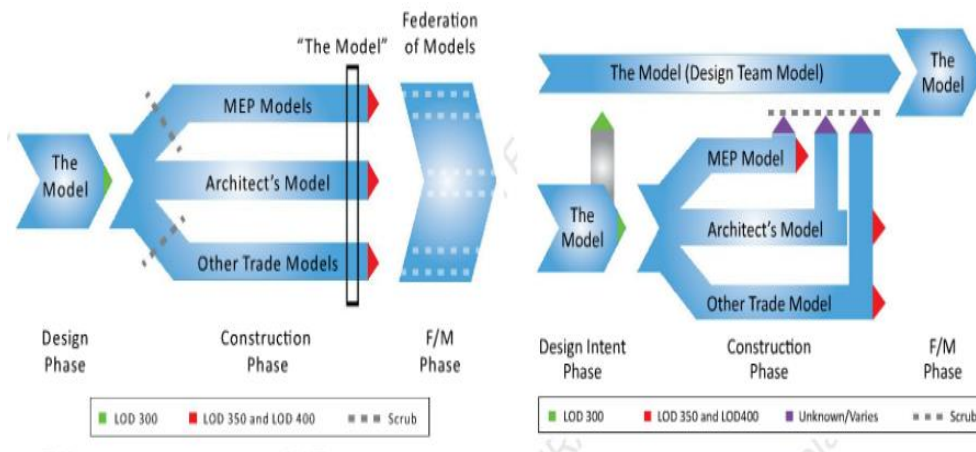 Federation
of Models
"The Model"
MEP Models
The
Model
Architect's Model
Other Trade Models
Design
Phase
Construction
Phase
F/M
Phase
LOD 300
LOD 350 and LOD 400
Scrub
The Model (Design Team Model)
The
Model
MEP Model
The
Model
Architect's Model
Other Trade Model
Design Intent
Phase
Construction
Phase
F/M
Phase
LOD 300
LOD 350 and LOD400
Unknown/Varies
Scrub